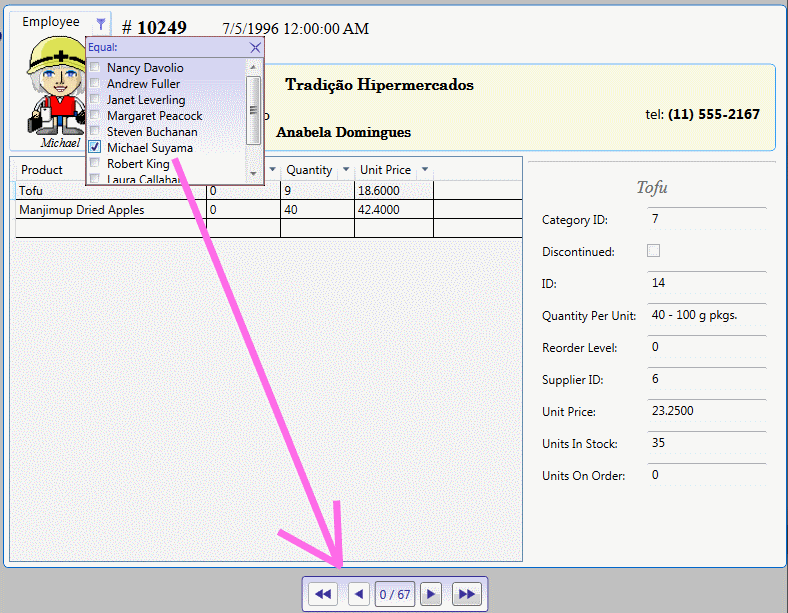 Employee
# 10249 7/5/1996 12:00:00 AM
Equal:
Nancy Davolio
Andrew Fuller
Janet Leverling
Margaret Peacock
Steven Buchanan
Michael Suyama
Robert King
Laura Callahan
Michael
Tradição Hipermercados
tel: (11) 555-2167
Anabela Domingues
Product Quantity Unit Price
Tofu 0 9 18.6000
Manjimup Dried Apples 0 40 42.4000
Tofu
Category ID: 7
Discontinued:
ID: 14
Quantity Per Unit: 40 - 100 g pkgs.
Reorder Level: 0
Supplier ID: 6
Unit Price: 23.2500
Units In Stock: 35
Units On Order: 0
0 / 67